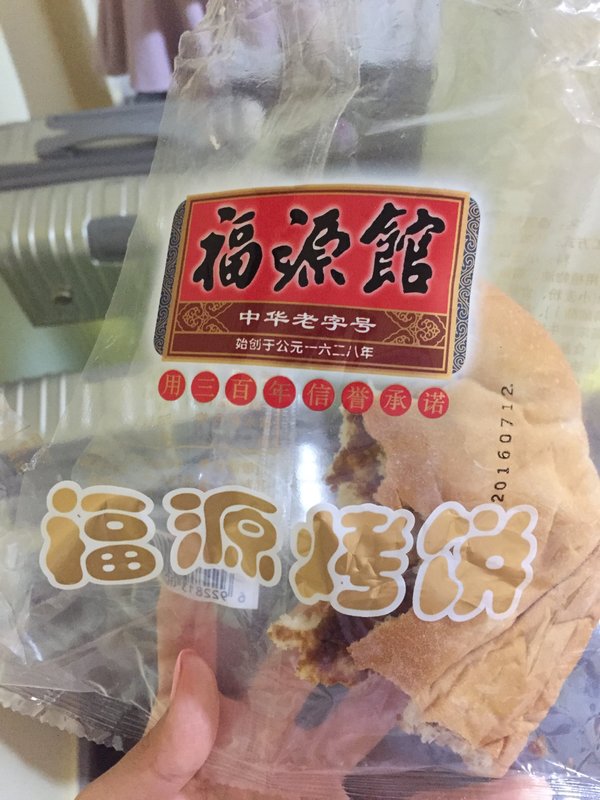 福源館
中华老字号
始创于公元一六二八年
用三百年信誉承诺
20160712
福源烤饼